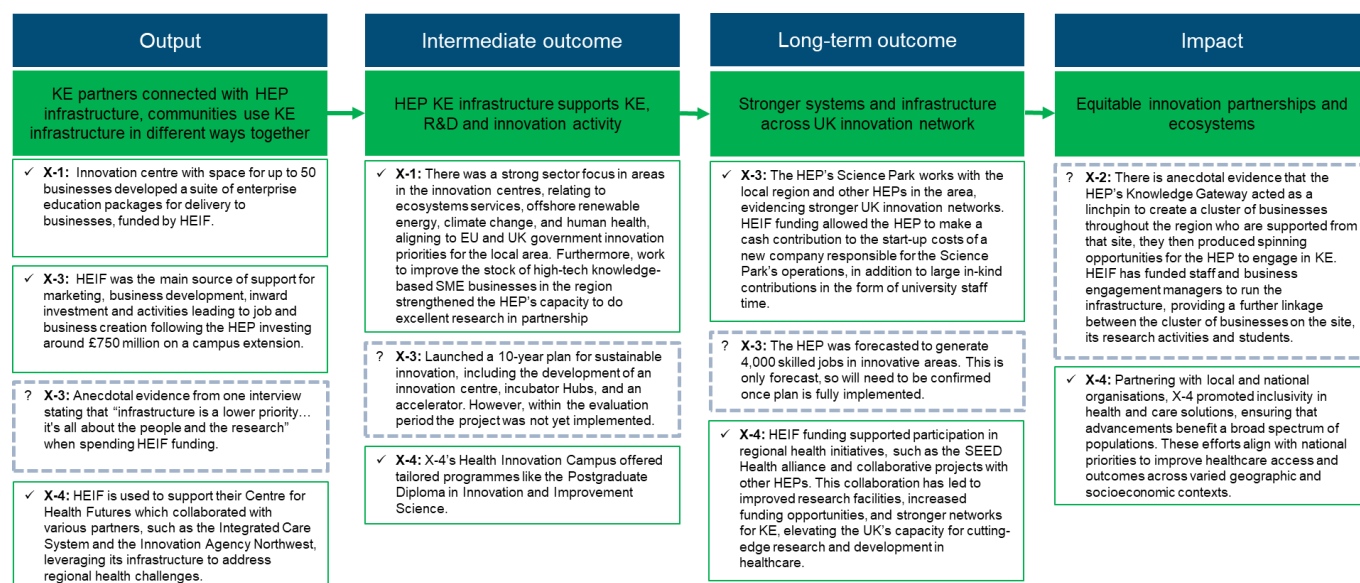 Output
KE partners connected with HEP
infrastructure, communities use KE
infrastructure in different ways together
✓ X-1: Innovation centre with space for up to 50
businesses developed a suite of enterprise
education packages for delivery to
businesses, funded by HEIF.
✓ X-3: HEIF was the main source of support for
marketing, business development, inward
investment and activities leading to job and
business creation following the HEP investing
around £750 million on a campus extension.
? X-3: Anecdotal evidence from one interview
stating that “infrastructure is a lower priority…
it's all about the people and the research”
when spending HEIF funding.
✓ X-4: HEIF is used to support their Centre for
Health Futures which collaborated with
various partners, such as the Integrated Care
System and the Innovation Agency Northwest,
leveraging its infrastructure to address
regional health challenges.
Intermediate outcome
HEP KE infrastructure supports KE,
R&D and innovation activity
✓ X-1: There was a strong sector focus in areas
in the innovation centres, relating to
ecosystems services, offshore renewable
energy, climate change, and human health,
aligning to EU and UK government innovation
priorities for the local area. Furthermore, work
to improve the stock of high-tech knowledge-
based SME businesses in the region
strengthened the HEP's capacity to do
excellent research in partnership
? X-3: Launched a 10-year plan for sustainable
innovation, including the development of an
innovation centre, incubator Hubs, and an
accelerator. However, within the evaluation
period the project was not yet implemented.
✓ X-4: X-4's Health Innovation Campus offered
tailored programmes like the Postgraduate
Diploma in Innovation and Improvement
Science.
Long-term outcome
Stronger systems and infrastructure
across UK innovation network
✓ X-3: The HEP's Science Park works with the
local region and other HEPs in the area,
evidencing stronger UK innovation networks.
HEIF funding allowed the HEP to make a
cash contribution to the start-up costs of a
new company responsible for the Science
Park's operations, in addition to large in-kind
contributions in the form of university staff
time.
? X-3: The HEP was forecasted to generate
4,000 skilled jobs in innovative areas. This is
only forecast, so will need to be confirmed
once plan is fully implemented.
✓ X-4: HEIF funding supported participation in
regional health initiatives, such as the SEED
Health alliance and collaborative projects with
other HEPs. This collaboration has led to
improved research facilities, increased
funding opportunities, and stronger networks
for KE, elevating the UK's capacity for cutting-
edge research and development in
healthcare.
Impact
Equitable innovation partnerships and
ecosystems
? X-2: There is anecdotal evidence that the
HEP's Knowledge Gateway acted as a
linchpin to create a cluster of businesses
throughout the region who are supported from
that site, they then produced spinning
opportunities for the HEP to engage in KE.
HEIF has funded staff and business
engagement managers to run the
infrastructure, providing a further linkage
between the cluster of businesses on the site,
its research activities and students.
✓ X-4: Partnering with local and national
organisations, X-4 promoted inclusivity in
health and care solutions, ensuring that
advancements benefit a broad spectrum of
populations. These efforts align with national
priorities to improve healthcare access and
outcomes across varied geographic and
socioeconomic contexts.